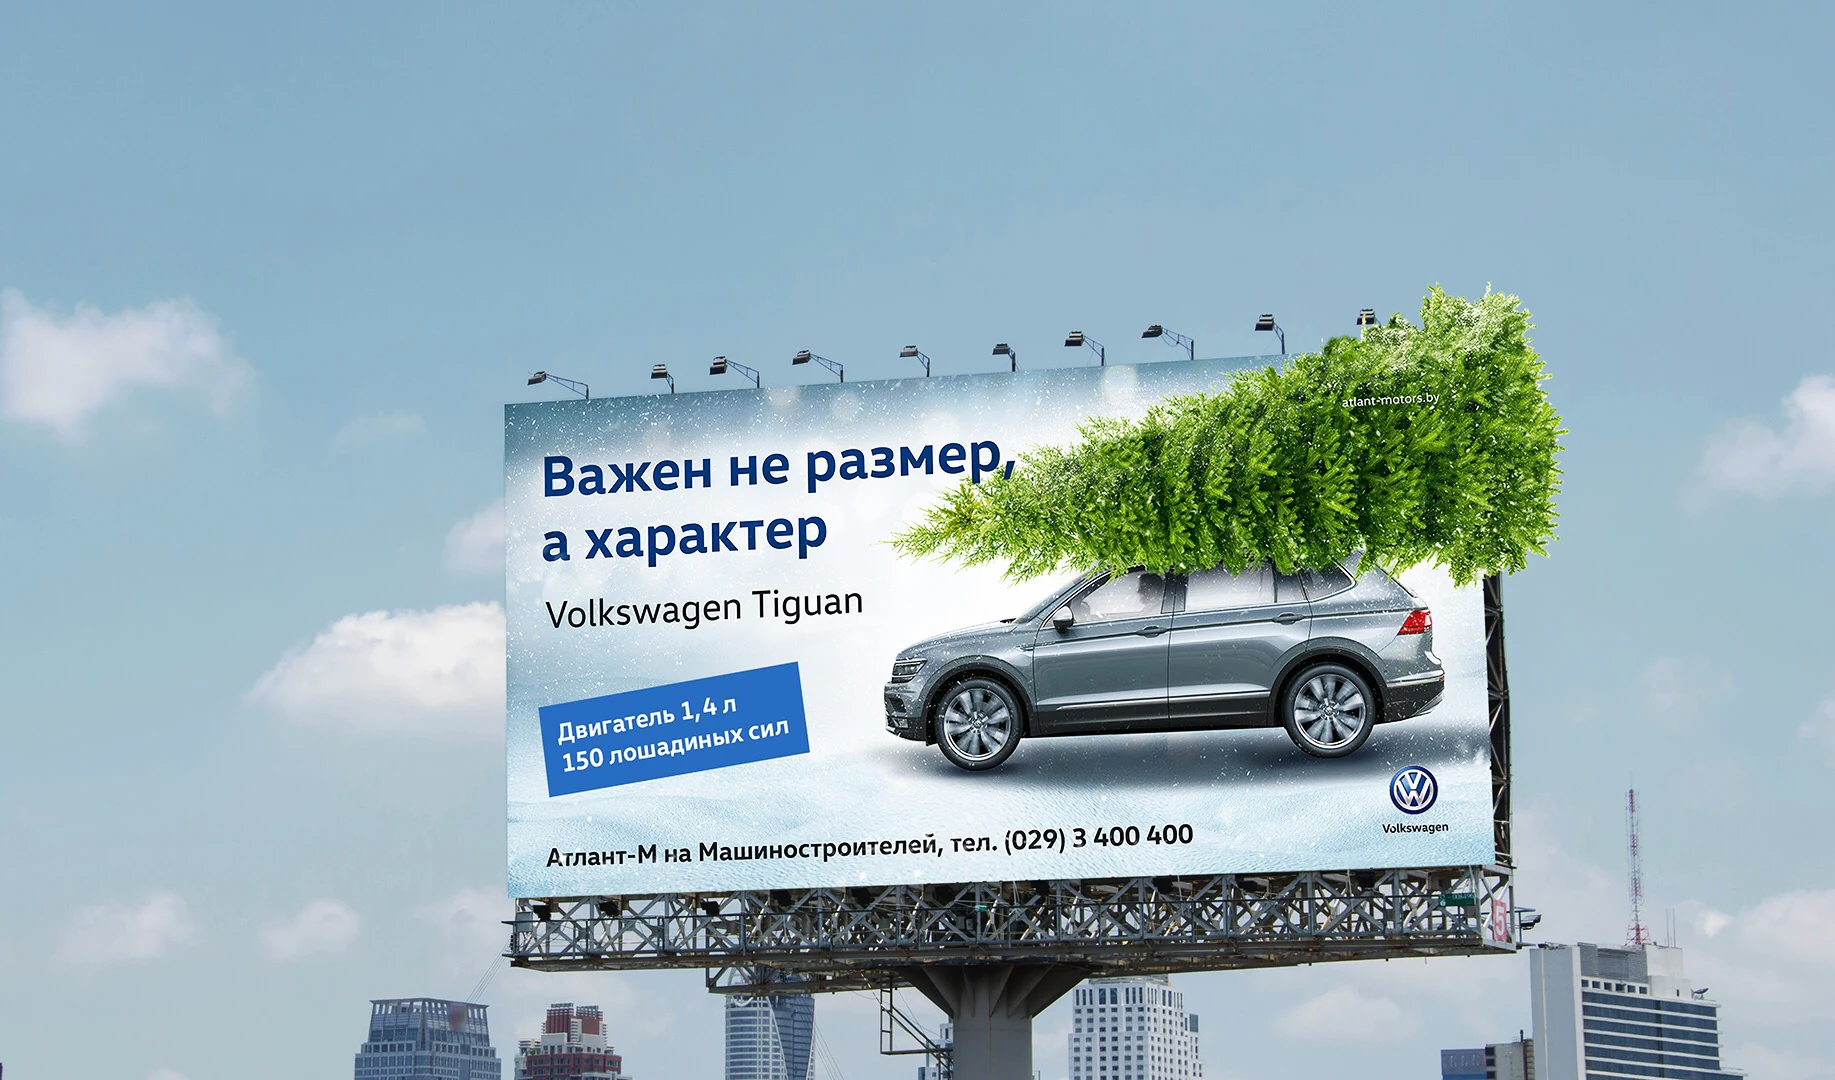 atlant-motors.by
Важен не размер,
а характер
Volkswagen Tiguan
Двигатель 1,4 л
150 лошадиных сил
Volkswagen
Атлант-М на Машиностроителей, тел. (029) 3 400 400
5